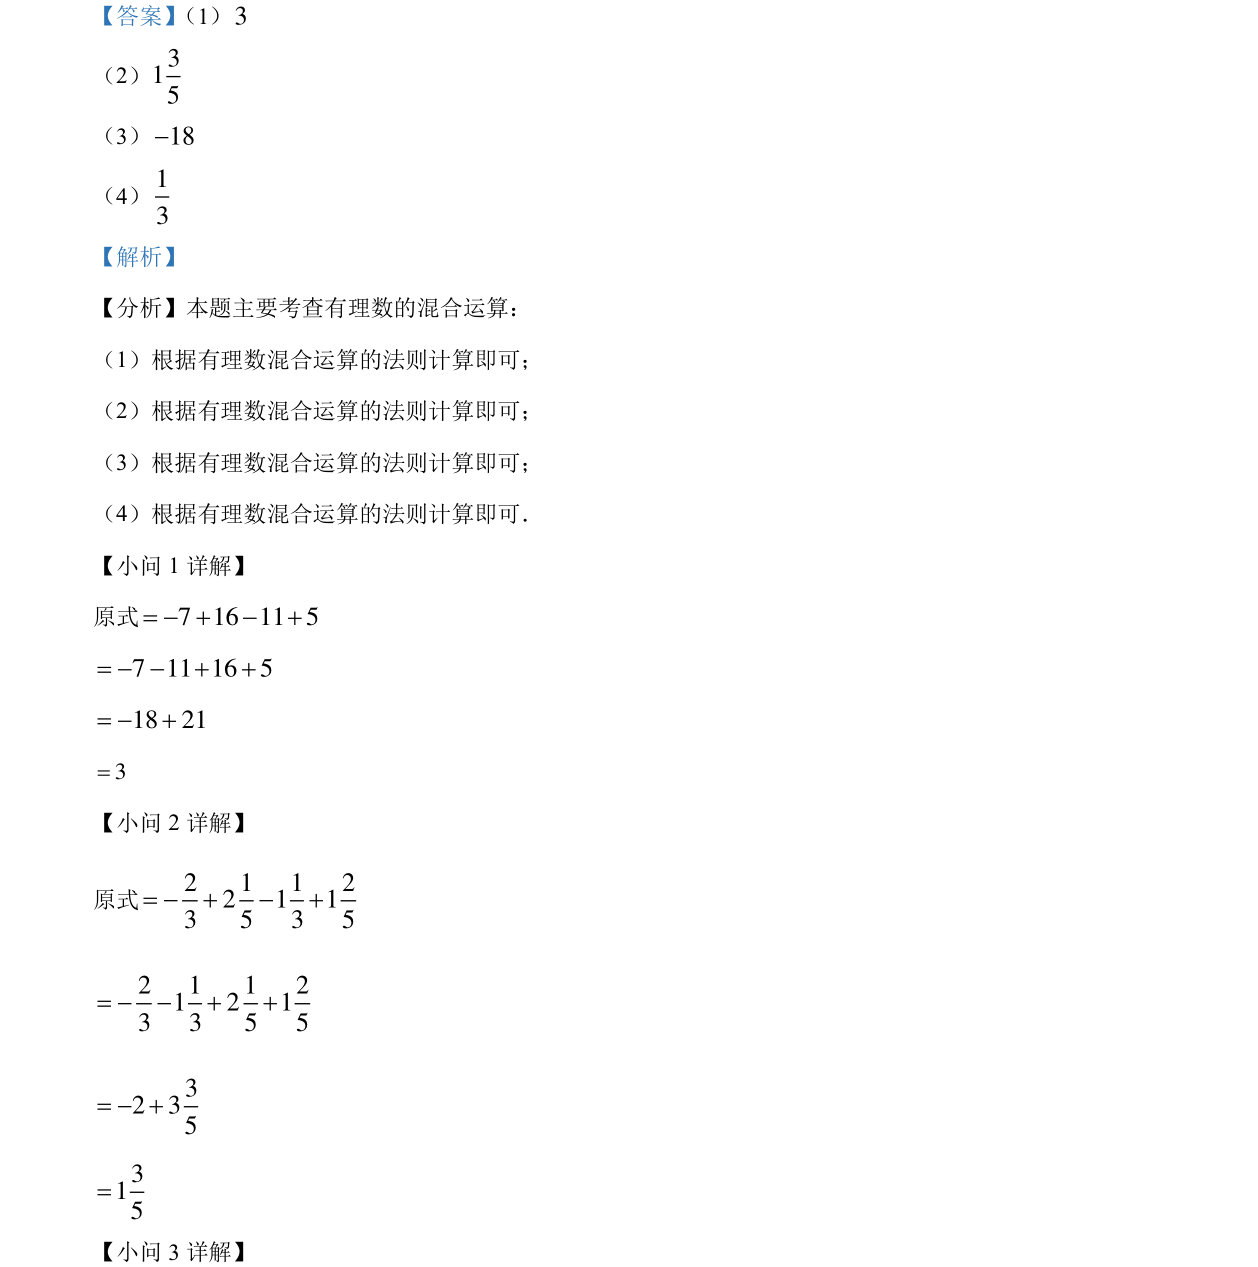 【答案】（1）3
（2）1 3/5
（3）−18
（4）1/3
【解析】
【分析】本题主要考查有理数的混合运算：
（1）根据有理数混合运算的法则计算即可；
（2）根据有理数混合运算的法则计算即可；
（3）根据有理数混合运算的法则计算即可；
（4）根据有理数混合运算的法则计算即可．
【小问 1 详解】
原式=−7+16−11+5
=−7−11+16+5
=−18+21
=3
【小问 2 详解】
原式=−2/3+2 1/5−1 1/3+1 2/5
=−2/3−1 1/3+2 1/5+1 2/5
=−2+3 3/5
=1 3/5
【小问 3 详解】